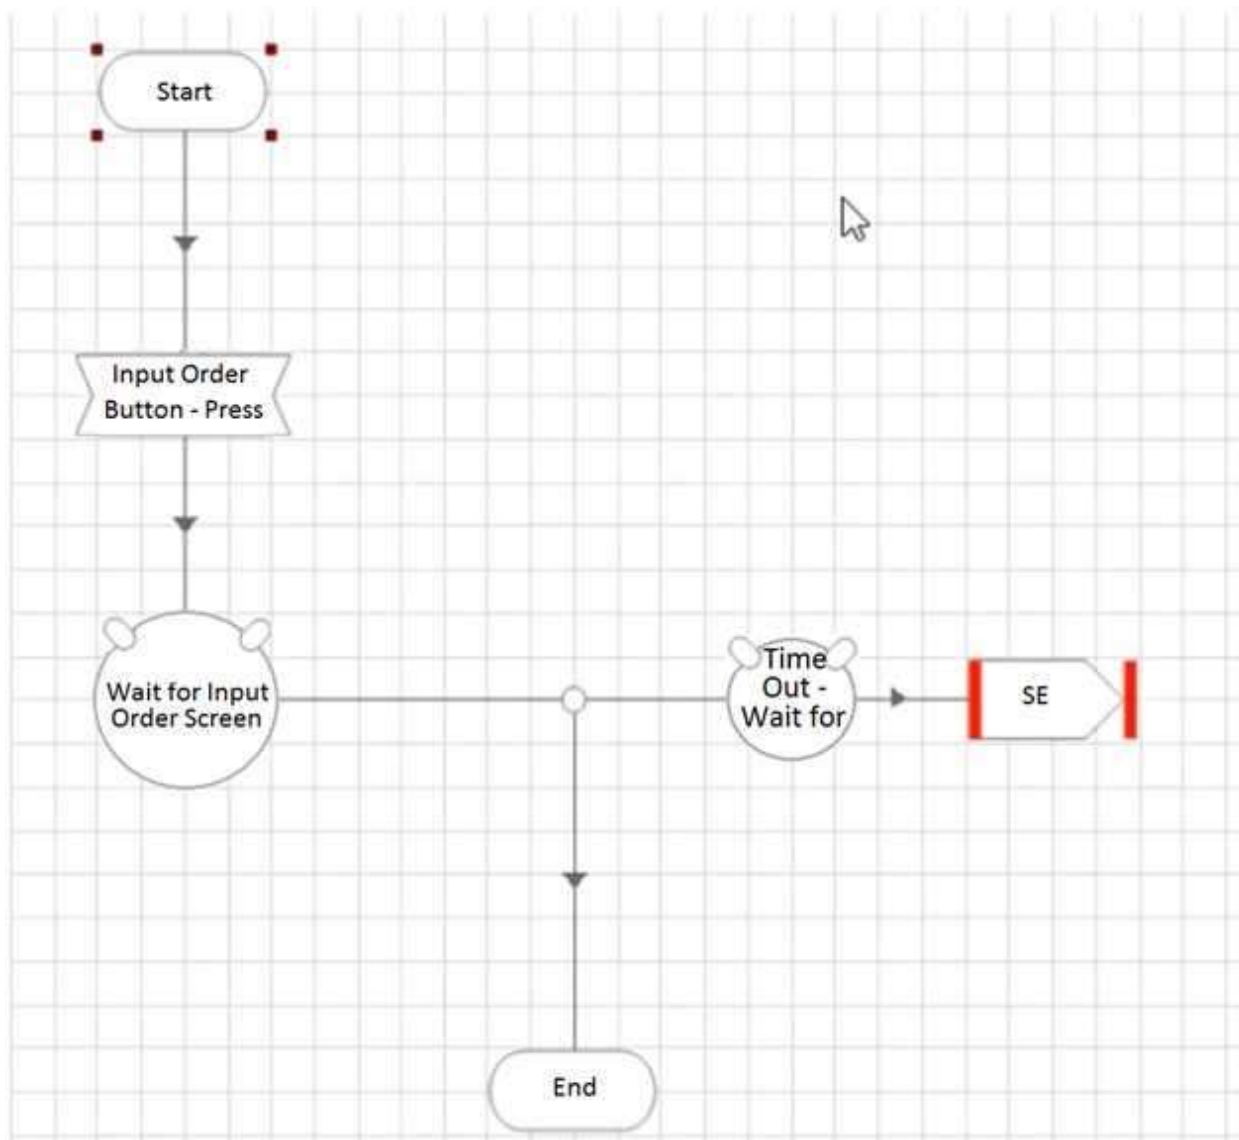 Start
Input Order
Button - Press
Wait for Input
Order Screen
Time
Out -
Wait for
SE
End